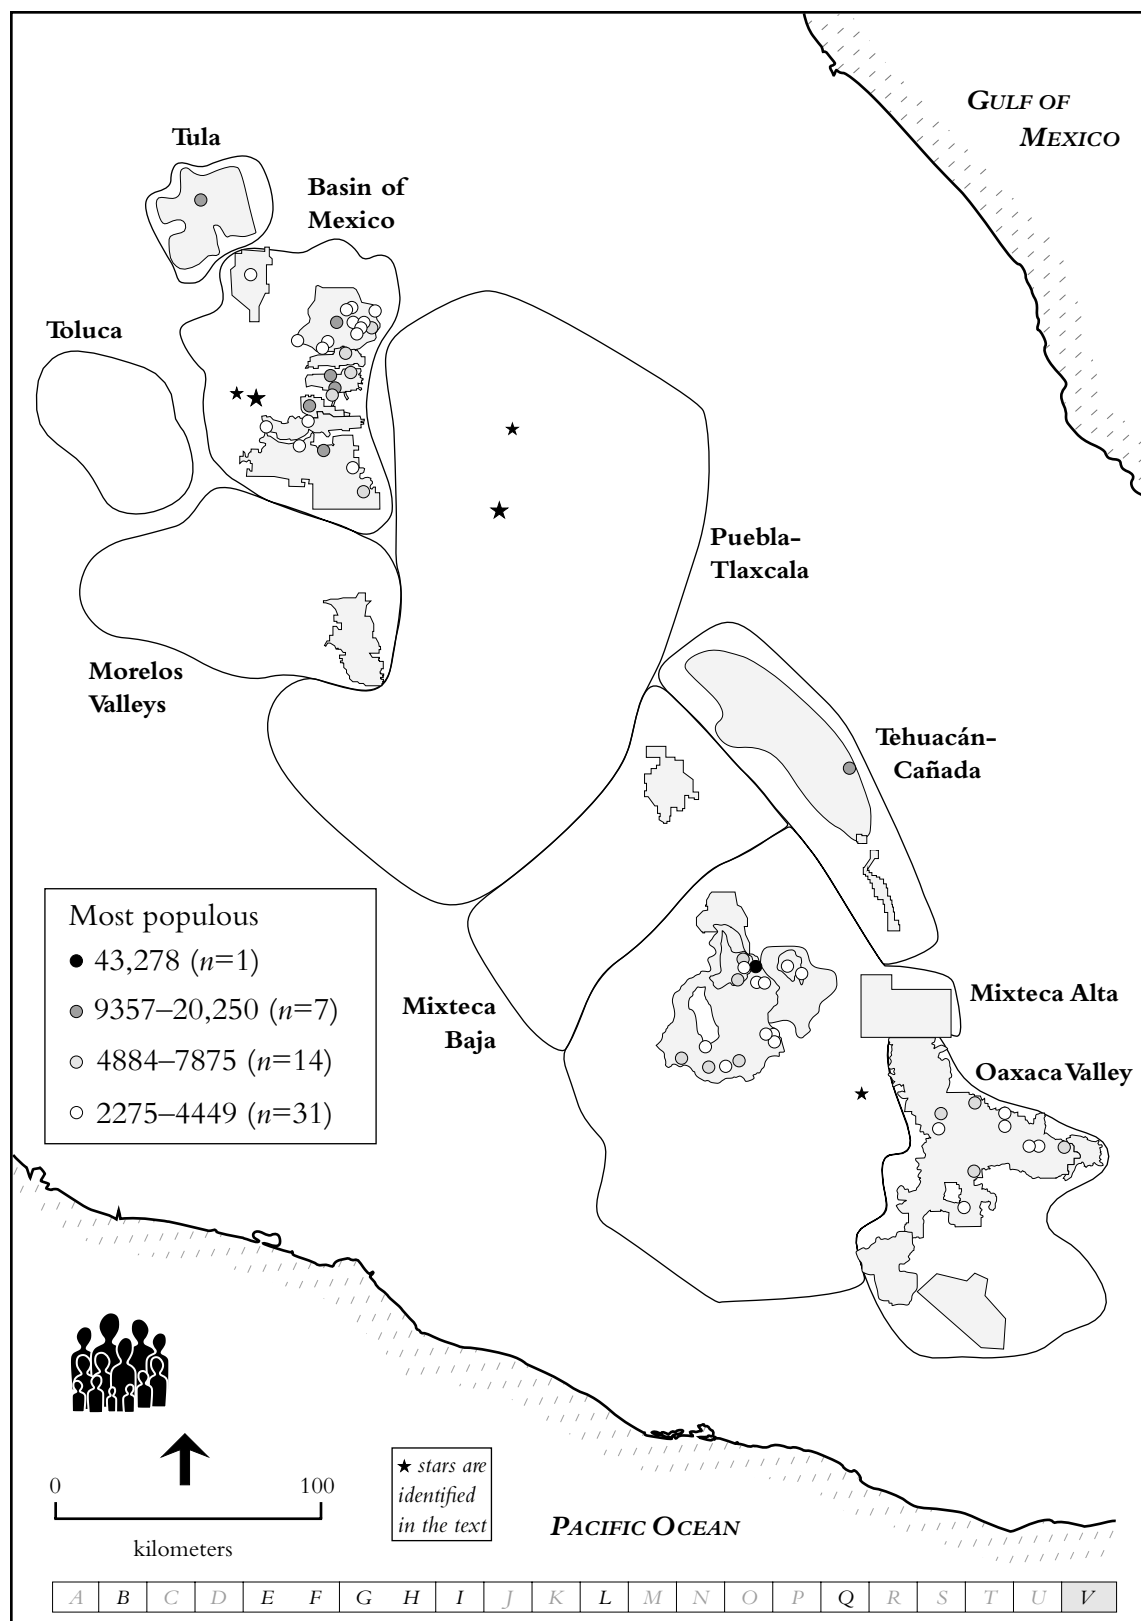 GULF OF
MEXICO
Tula
Basin of
Mexico
Toluca
Puebla-
Tlaxcala
Morelos
Valleys
Tehuacán-
Cañada
Most populous
43,278 (n=1)
9357–20,250 (n=7)
4884–7875 (n=14)
2275–4449 (n=31)
Mixteca
Baja
Mixteca Alta
Oaxaca Valley
0 100
kilometers
★ stars are
identified
in the text
PACIFIC OCEAN
A B C D E F G H I J K L M N O P Q R S T U V